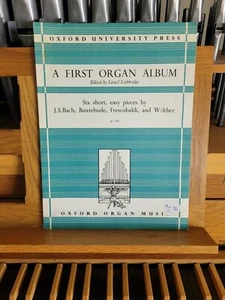 OXFORD UNIVERSITY PRESS
A FIRST ORGAN ALBUM
Edited by Lionel Lethbridge
Six short, easy pieces by
J.S.Bach, Buxtehude, Frescobaldi, and Walther
OXFORD ORGAN MUSIC